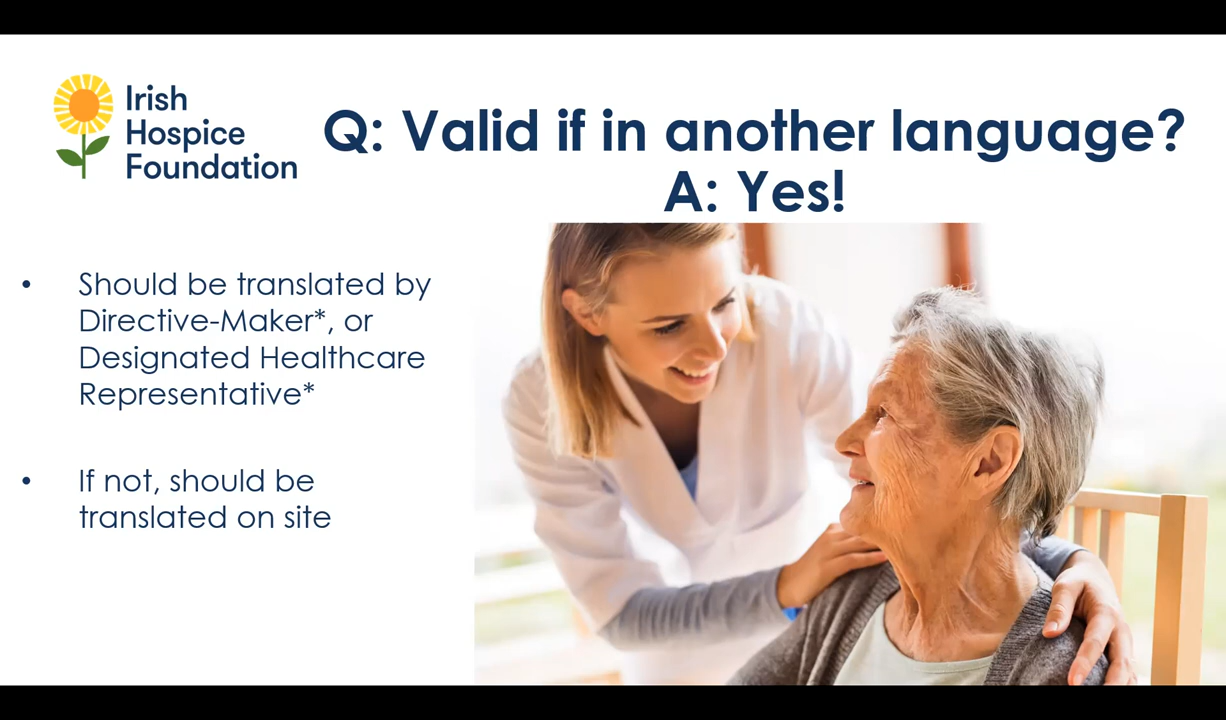 Irish
Hospice
Foundation
Q: Valid if in another language?
A: Yes!
• Should be translated by
Directive-Maker*, or
Designated Healthcare
Representative*
• If not, should be
translated on site